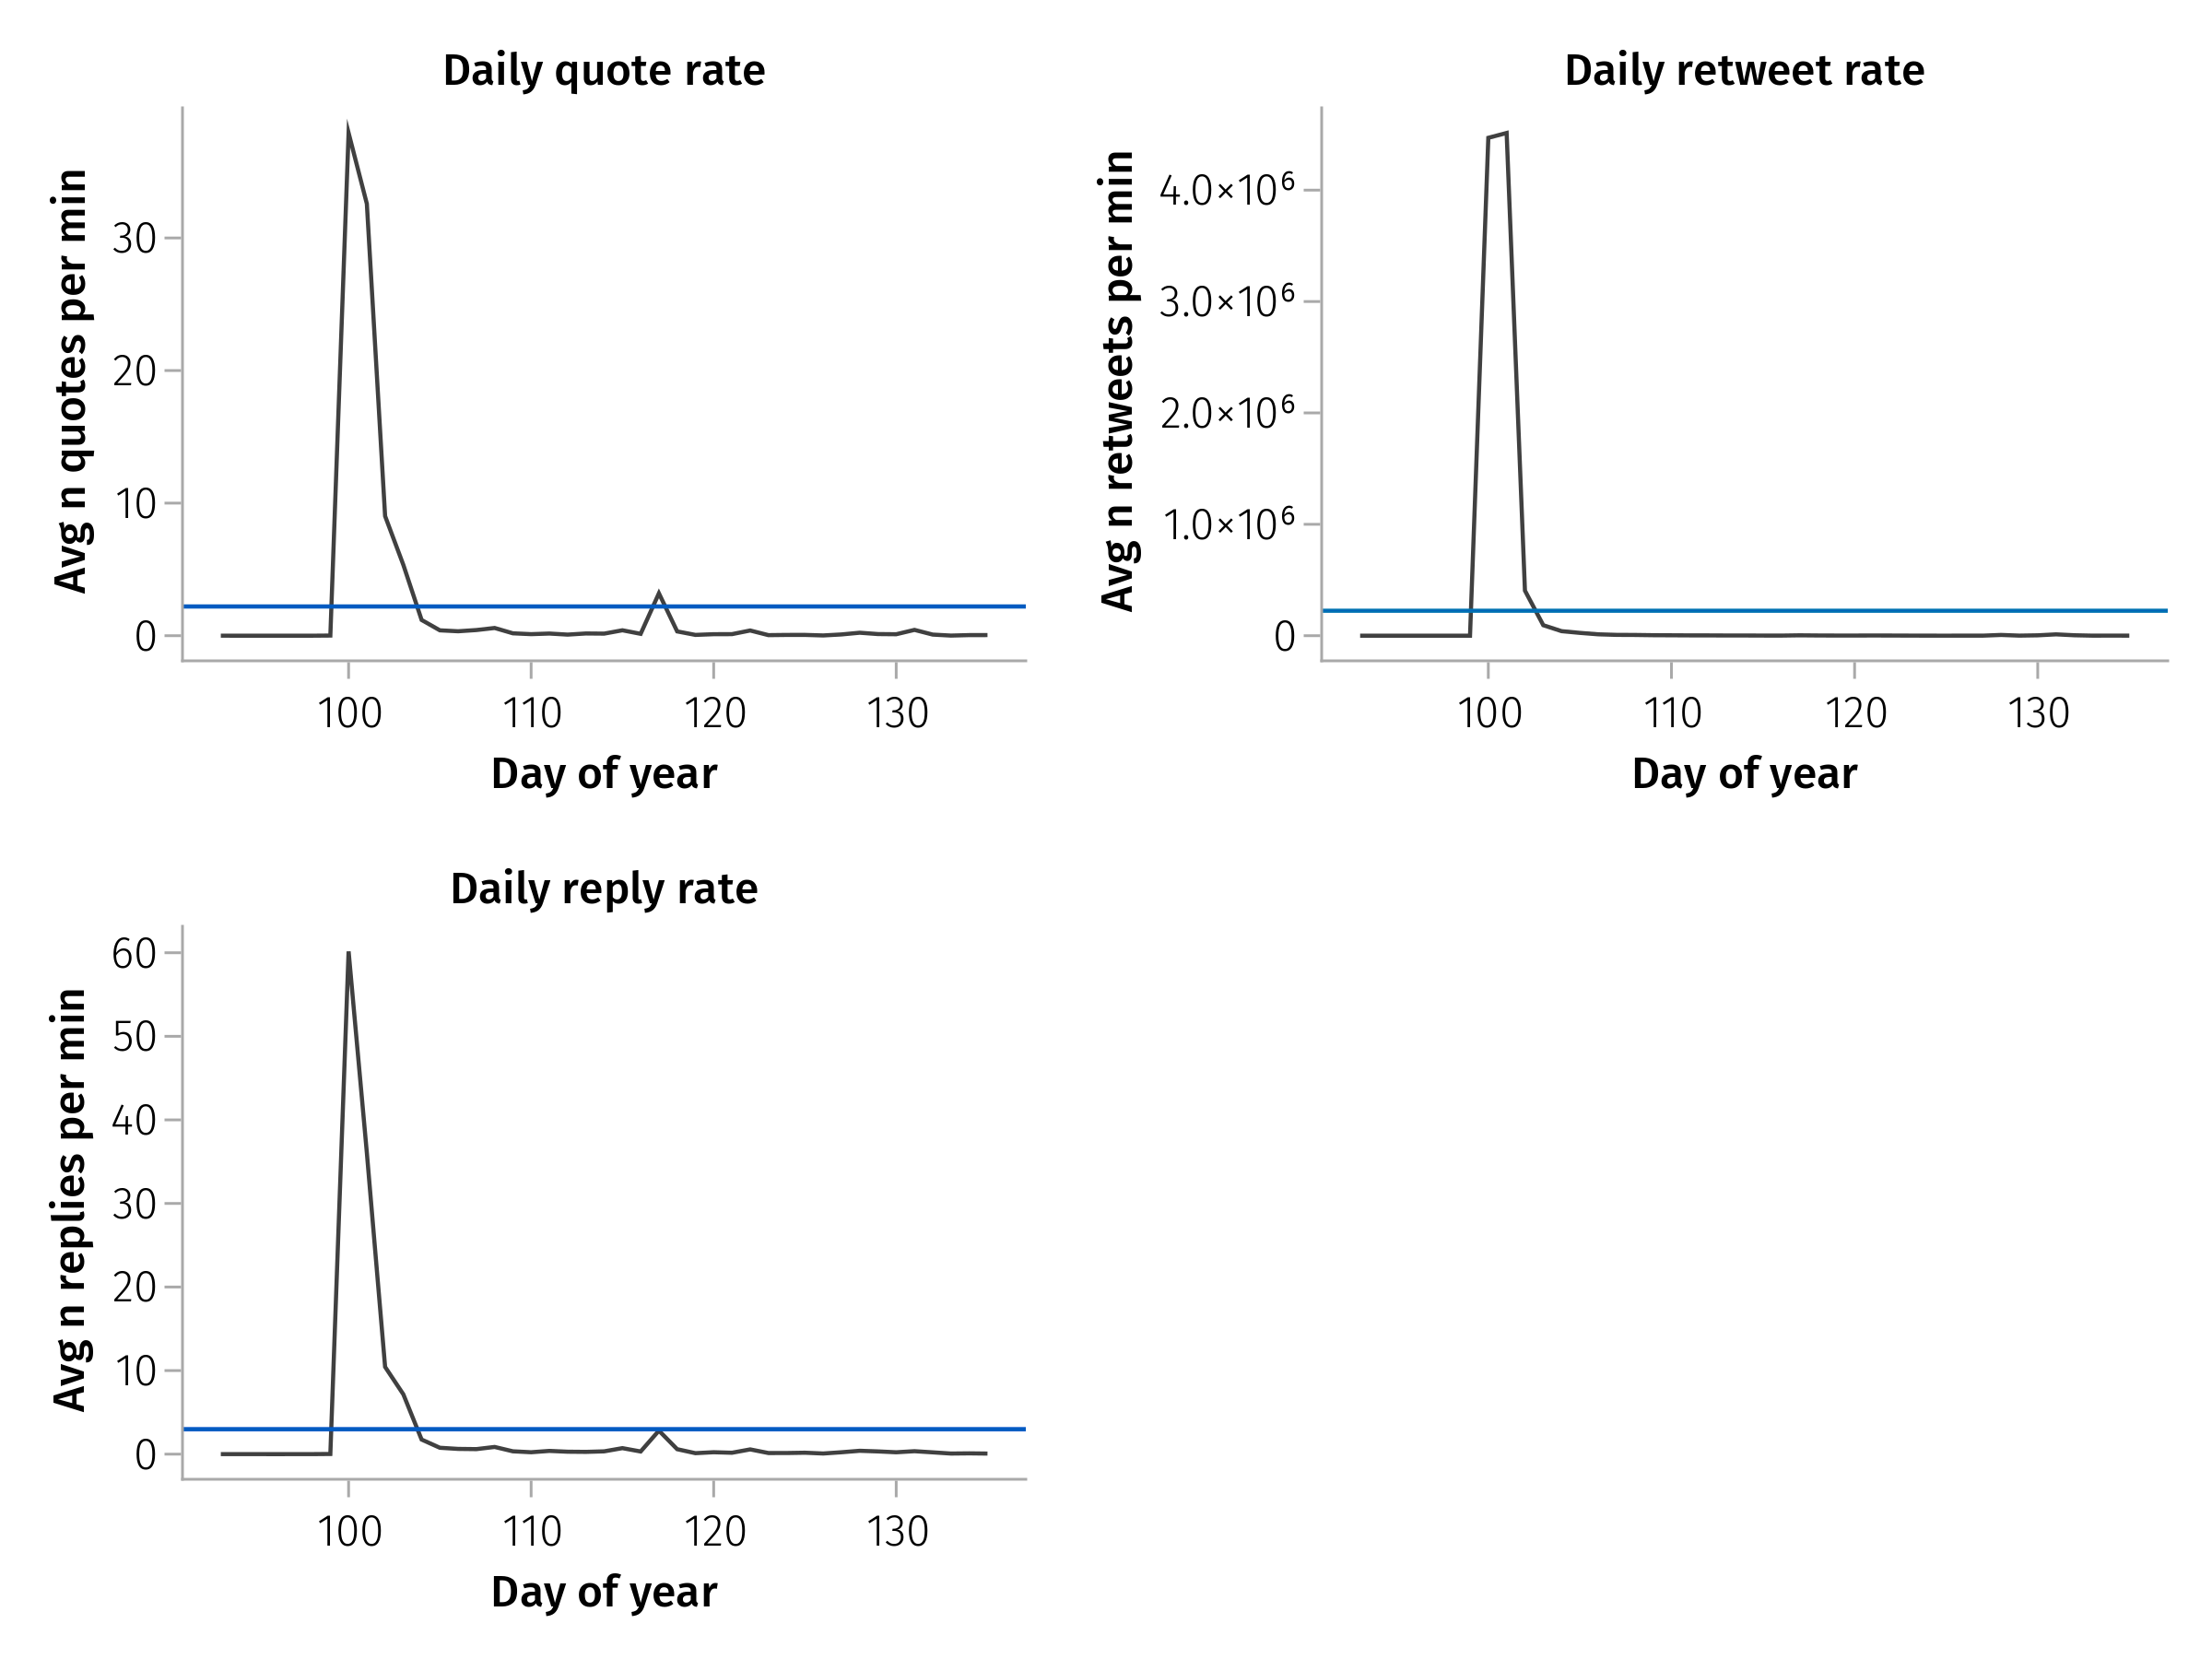 Daily quote rate
Avg n quotes per min
30
20
10
0
100 110 120 130
Day of year
Daily retweet rate
Avg n retweets per min
4.0×10⁶
3.0×10⁶
2.0×10⁶
1.0×10⁶
0
100 110 120 130
Day of year
Daily reply rate
Avg n replies per min
60
50
40
30
20
10
0
100 110 120 130
Day of year